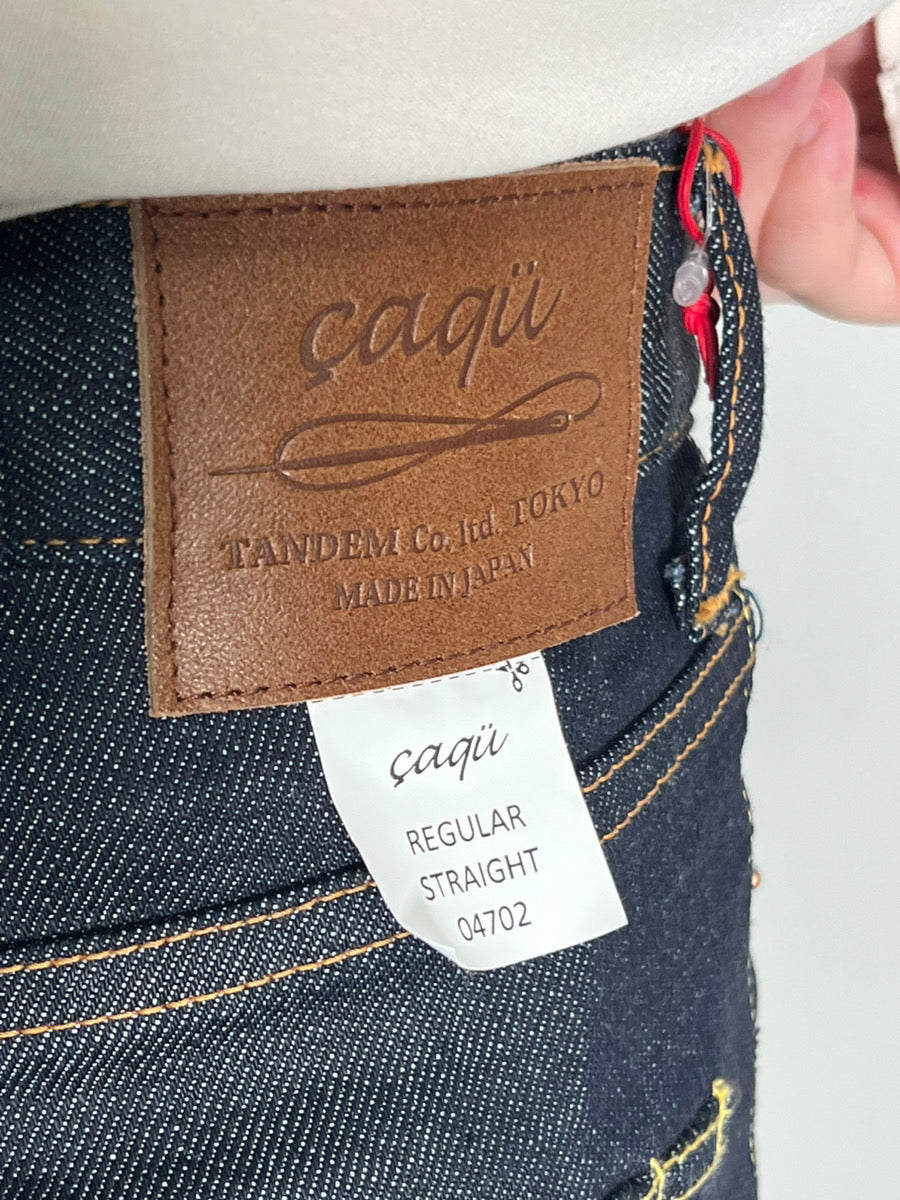 çaqü
TANDEM Co. ltd. TOKYO
MADE IN JAPAN
çaqü
REGULAR
STRAIGHT
04702